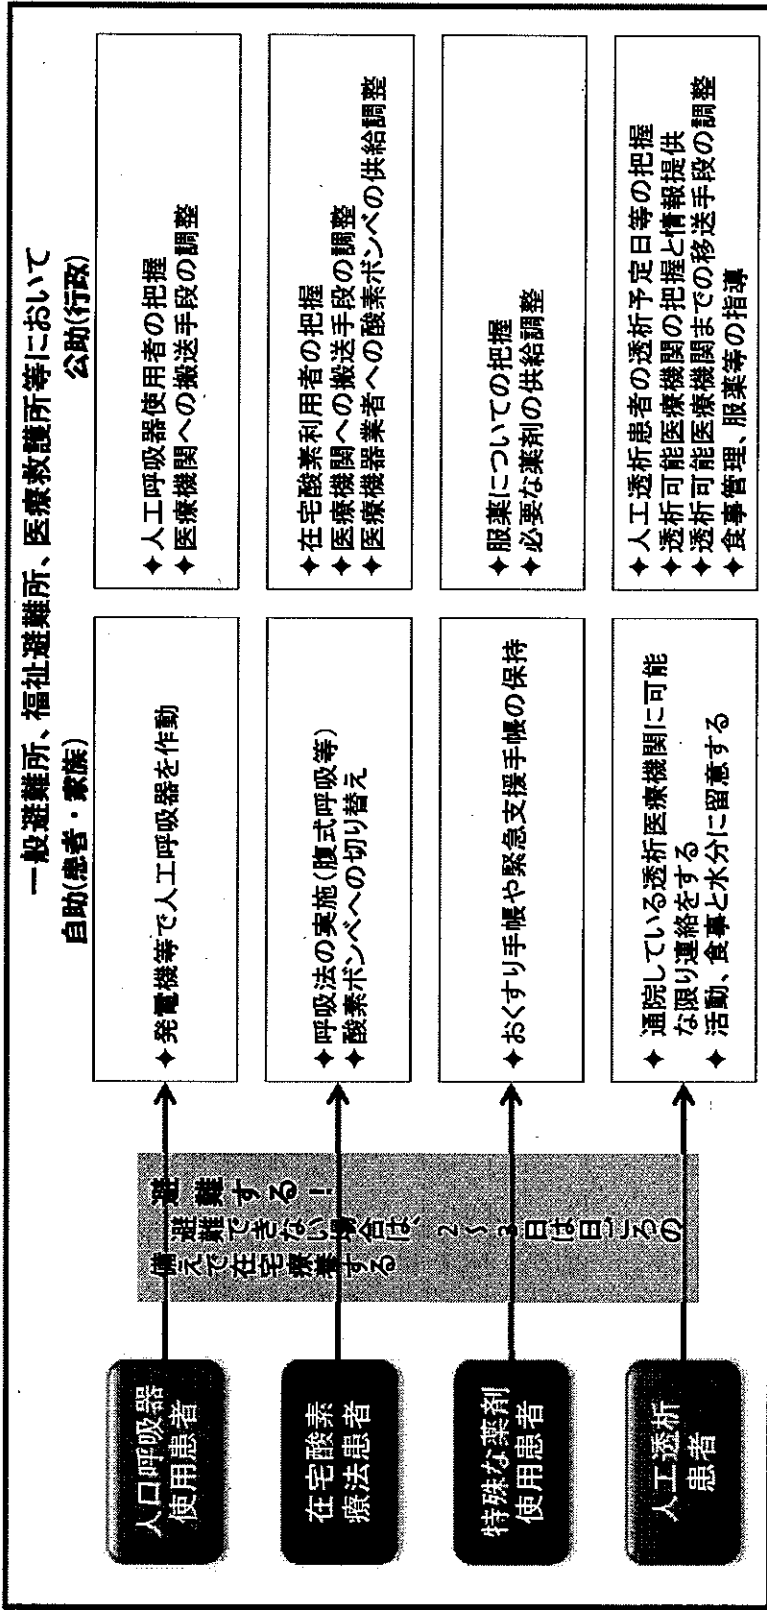 一般避難所、福祉避難所、医療救護所等において
自助(患者・家族)
公助(行政)
人口呼吸器
使用患者
在宅酸素
療法患者
特殊な薬剤
使用患者
人工透析
患者
避難する！
避難できない場合は、2～3日は日ごろの
備えで在宅療養する
✦発電機等で人工呼吸器を作動
✦人工呼吸器使用者の把握
✦医療機関への搬送手段の調整
✦呼吸法の実施(腹式呼吸等)
✦酸素ボンベへの切り替え
✦在宅酸素利用者の把握
✦医療機関への搬送手段の調整
✦医療機器業者への酸素ボンベの供給調整
✦おくすり手帳や緊急支援手帳の保持
✦服薬についての把握
✦必要な薬剤の供給調整
✦通院している透析医療機関に可能
な限り連絡をする
✦活動、食事と水分に留意する
✦人工透析患者の透析予定日等の把握
✦透析可能医療機関の把握と情報提供
✦透析可能医療機関までの移送手段の調整
✦食事管理、服薬等の指導